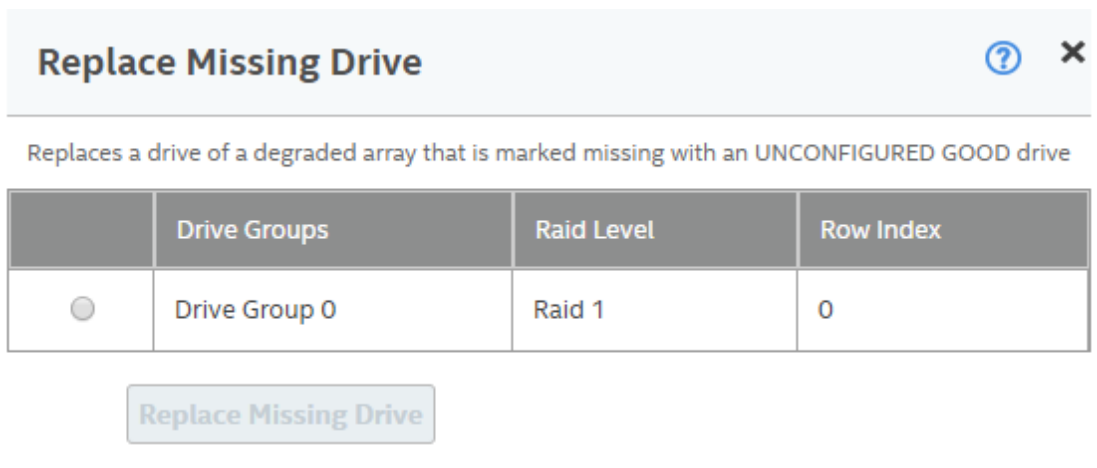 Replace Missing Drive
Replaces a drive of a degraded array that is marked missing with an UNCONFIGURED GOOD drive
Drive Groups Raid Level Row Index
Drive Group 0 Raid 1 0
Replace Missing Drive